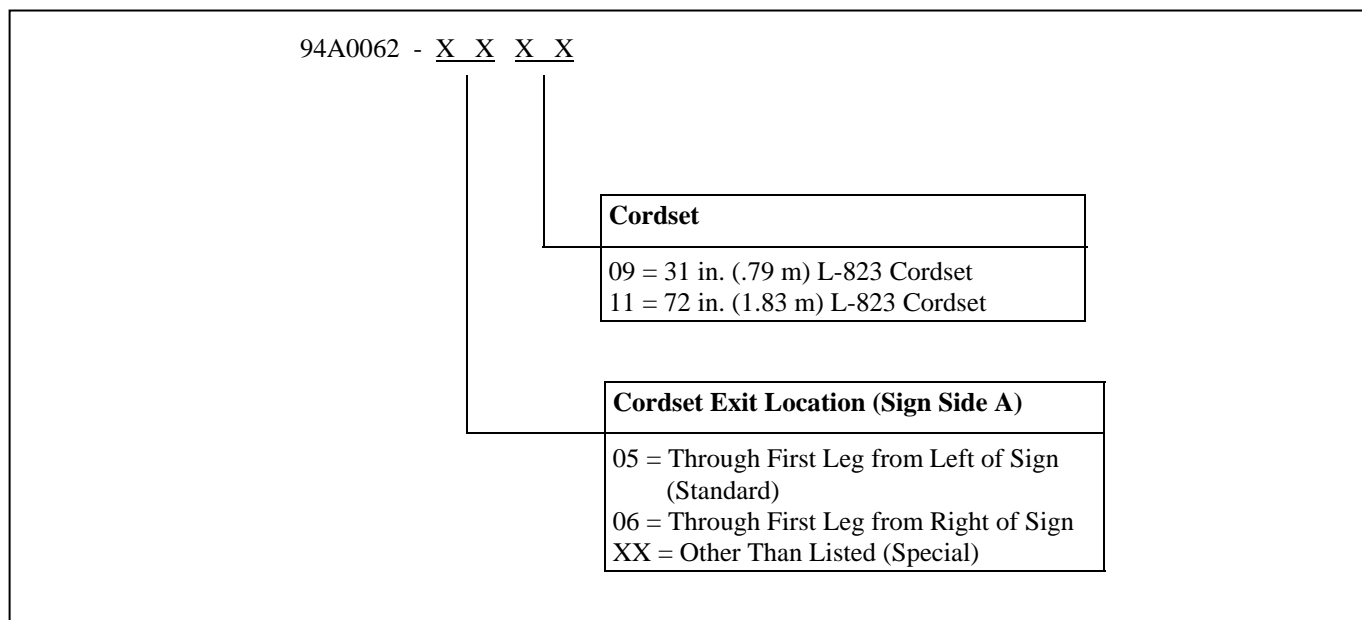 94A0062 - X X X X
Cordset
09 = 31 in. (.79 m) L-823 Cordset
11 = 72 in. (1.83 m) L-823 Cordset
Cordset Exit Location (Sign Side A)
05 = Through First Leg from Left of Sign
(Standard)
06 = Through First Leg from Right of Sign
XX = Other Than Listed (Special)